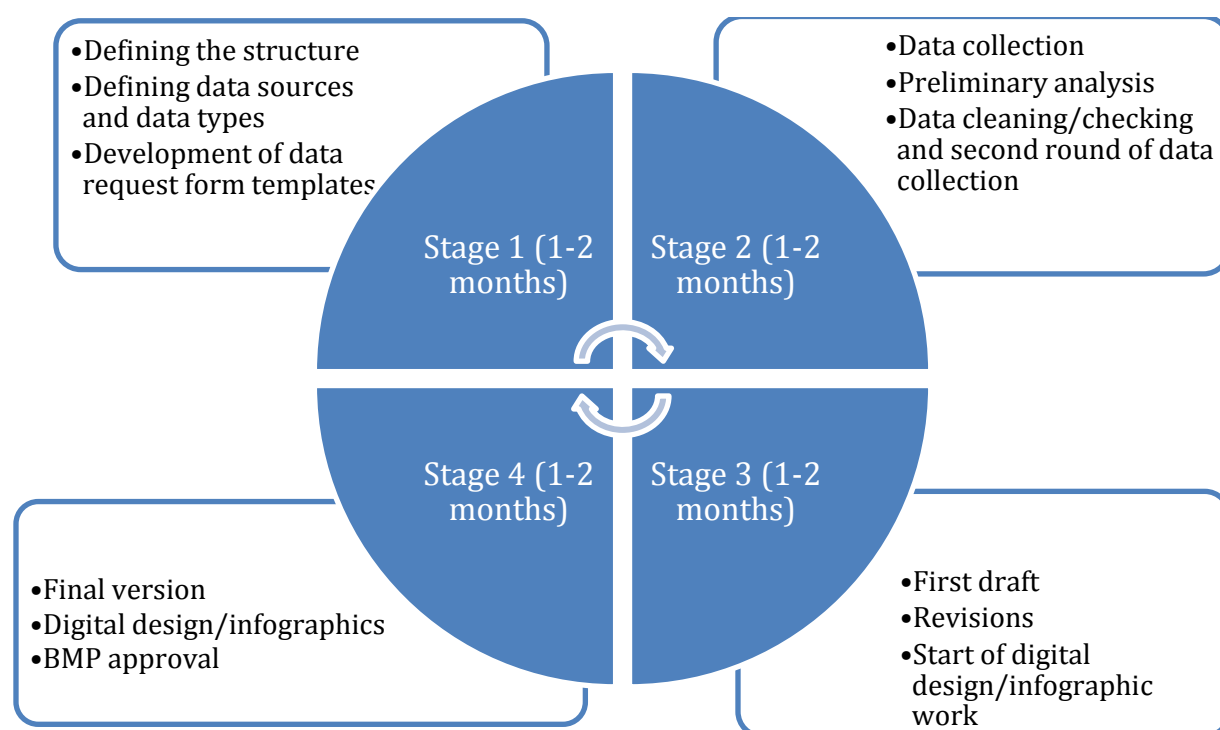 •Defining the structure
•Defining data sources
and data types
•Development of data
request form templates
•Data collection
•Preliminary analysis
•Data cleaning/checking
and second round of data
collection
Stage 1 (1-2
months)
Stage 2 (1-2
months)
Stage 4 (1-2
months)
Stage 3 (1-2
months)
•Final version
•Digital design/infographics
•BMP approval
•First draft
•Revisions
•Start of digital
design/infographic
work